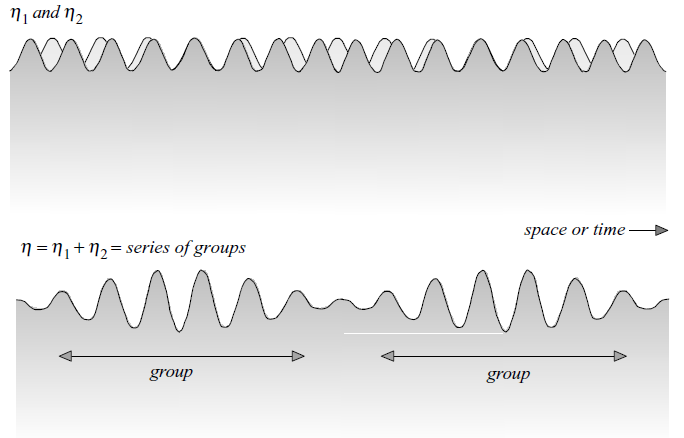 η₁ and η₂
space or time
η = η₁ + η₂ = series of groups
group
group